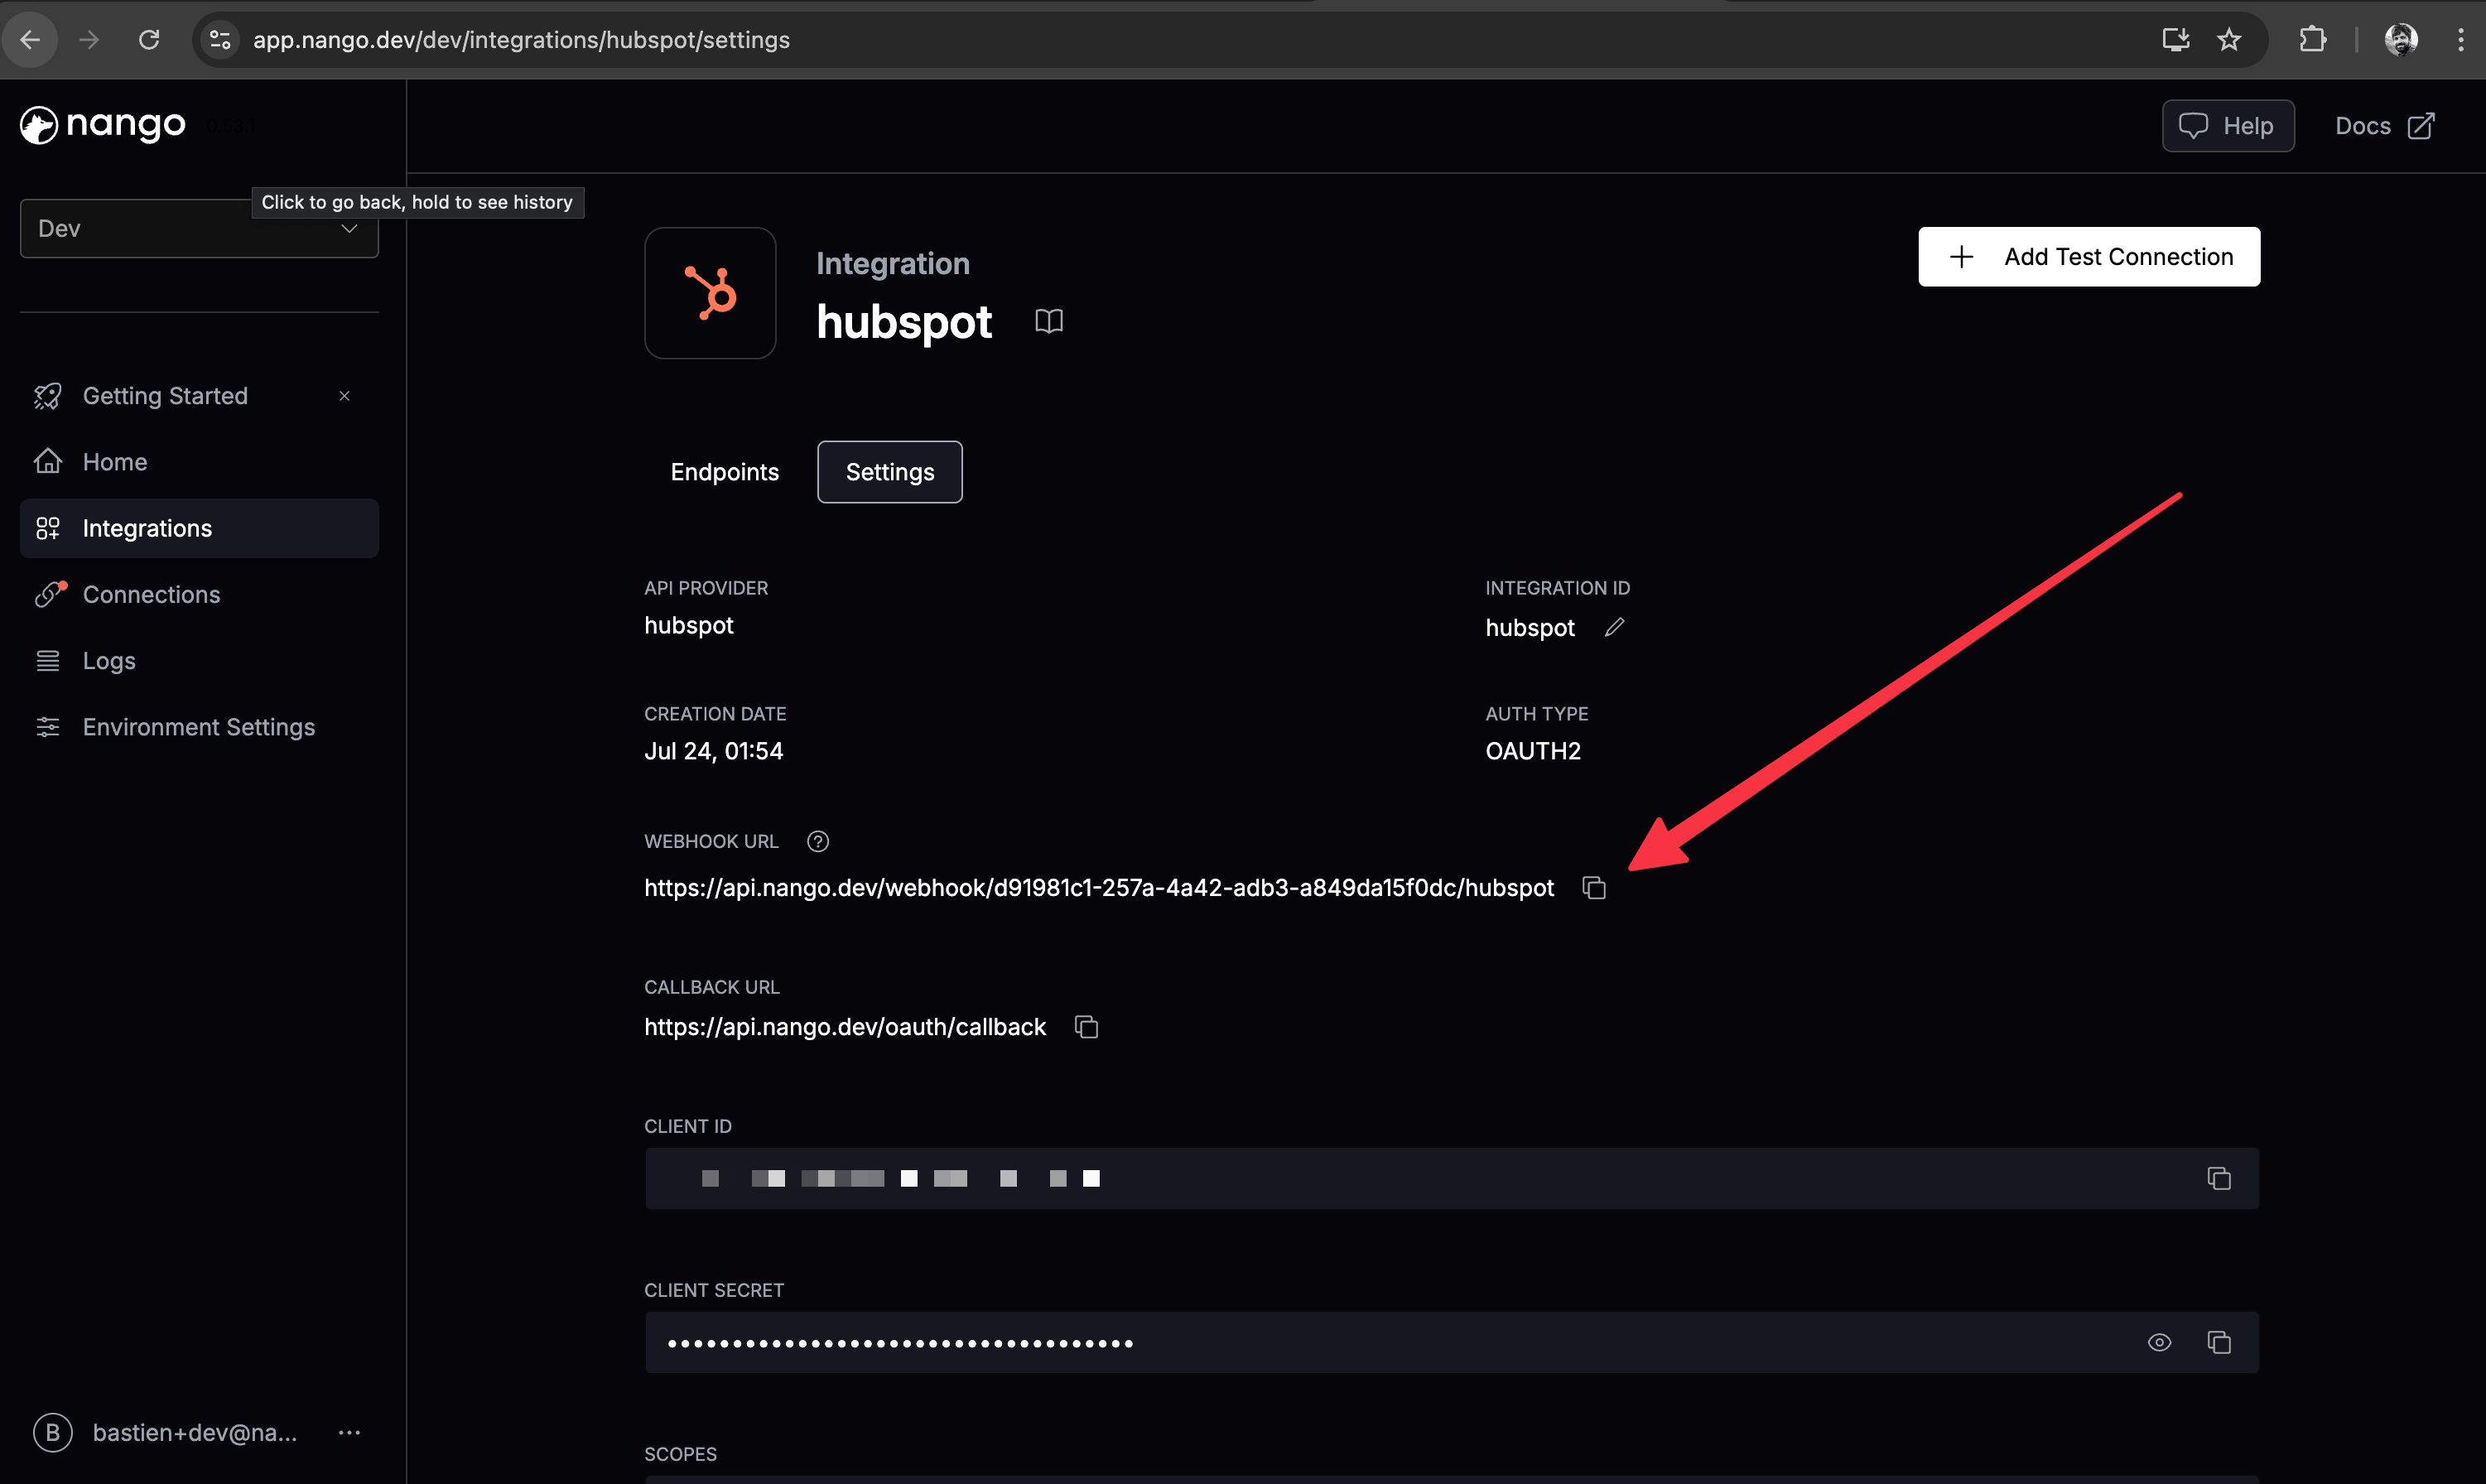 app.nango.dev/dev/integrations/hubspot/settings
nango
0.53.1
Help
Docs
Click to go back, hold to see history
Dev
Integration
hubspot
Add Test Connection
Getting Started
Home
Integrations
Connections
Logs
Environment Settings
Endpoints
Settings
API PROVIDER
hubspot
INTEGRATION ID
hubspot
CREATION DATE
Jul 24, 01:54
AUTH TYPE
OAUTH2
WEBHOOK URL
https://api.nango.dev/webhook/d91981c1-257a-4a42-adb3-a849da15f0dc/hubspot
CALLBACK URL
https://api.nango.dev/oauth/callback
CLIENT ID
CLIENT SECRET
SCOPES
B
bastien+dev@na...